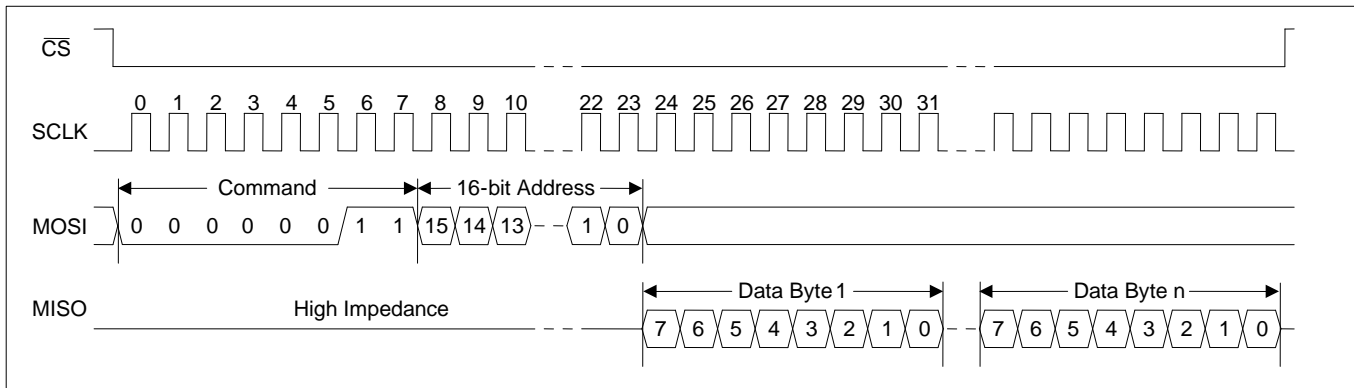 CS
0 1 2 3 4 5 6 7 8 9 10 22 23 24 25 26 27 28 29 30 31
SCLK
Command 16-bit Address
MOSI 0 0 0 0 0 0 1 1 15 14 13 1 0
Data Byte 1 Data Byte n
MISO High Impedance
7 6 5 4 3 2 1 0 7 6 5 4 3 2 1 0